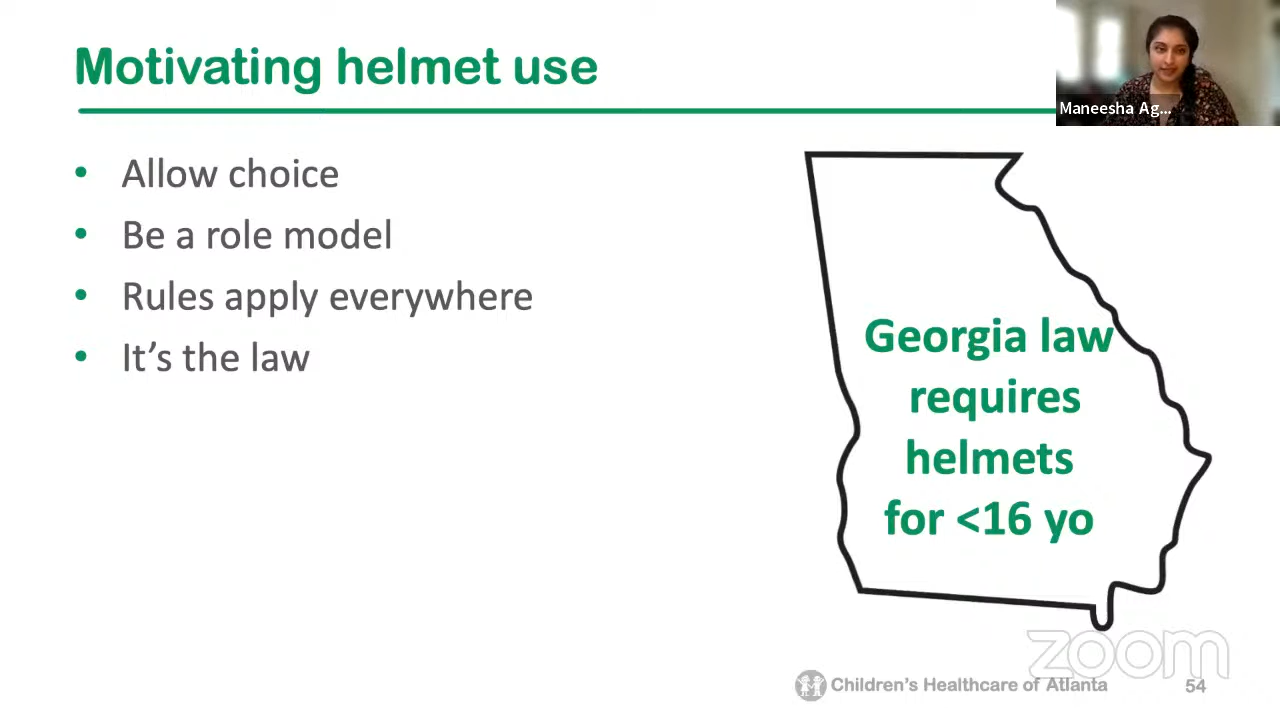 Motivating helmet use
Maneesha Ag...
• Allow choice
• Be a role model
• Rules apply everywhere
• It's the law
Georgia law
requires
helmets
for <16 yo
zoom
Children's Healthcare of Atlanta
54